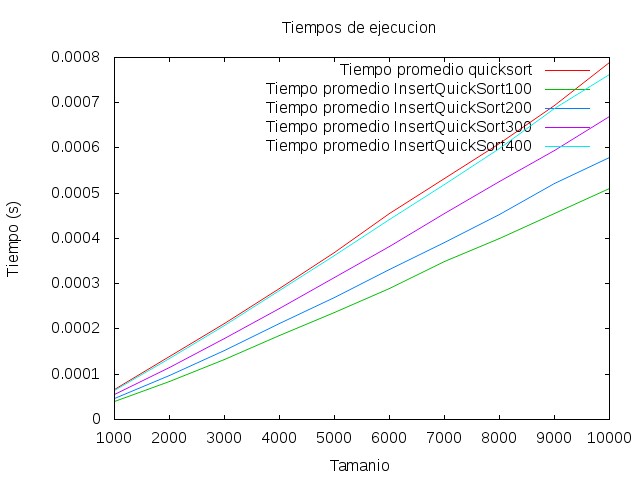 Tiempos de ejecucion
0.0008
0.0007
0.0006
0.0005
0.0004
0.0003
0.0002
0.0001
0
Tiempo (s)
Tiempo promedio quicksort
Tiempo promedio InsertQuickSort100
Tiempo promedio InsertQuickSort200
Tiempo promedio InsertQuickSort300
Tiempo promedio InsertQuickSort400
1000 2000 3000 4000 5000 6000 7000 8000 9000 10000
Tamanio